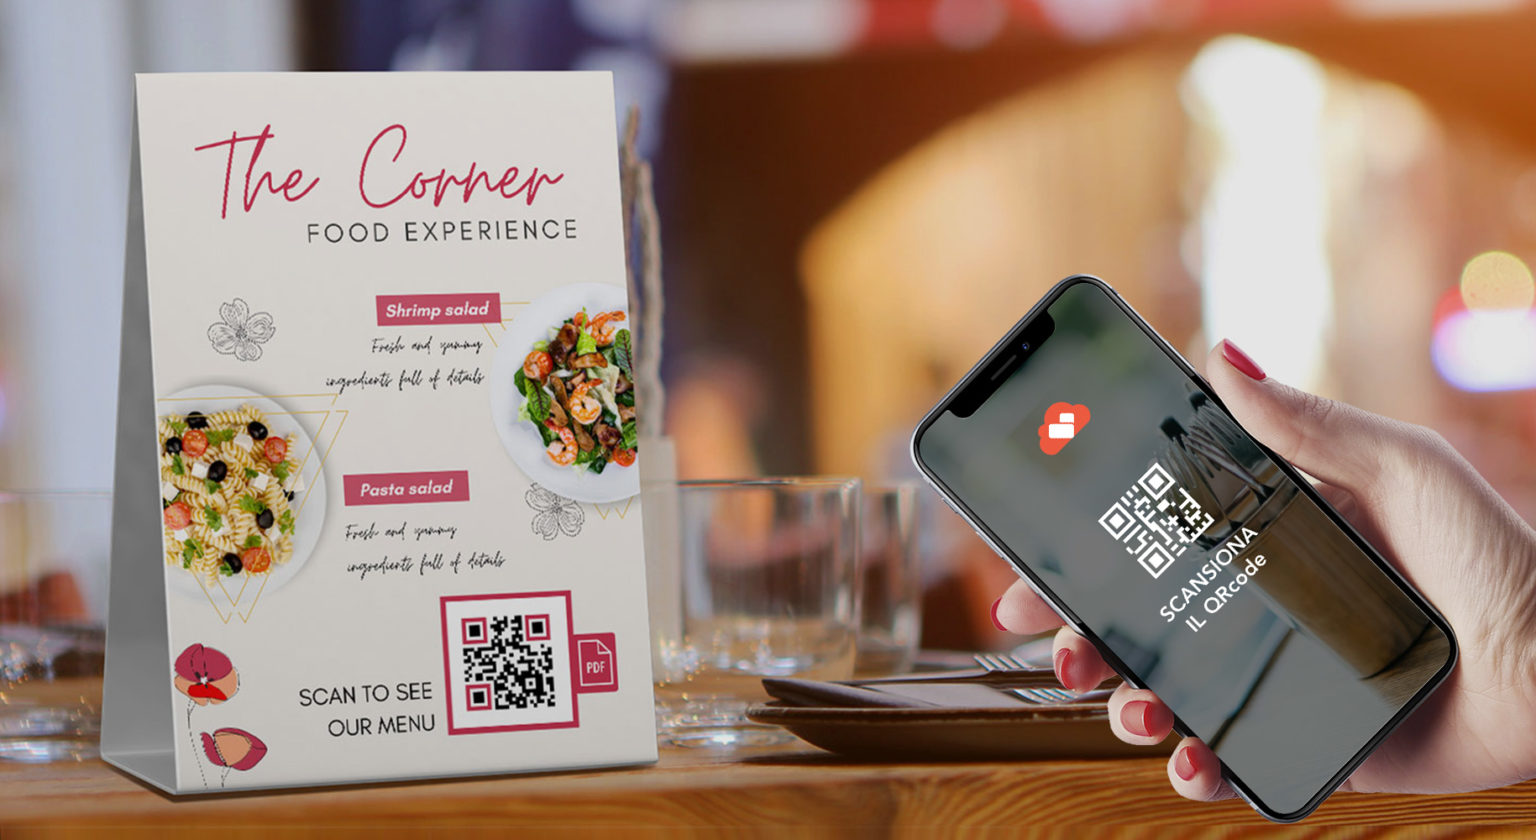 The Corner
FOOD EXPERIENCE
Shrimp salad
Fresh and yummy
ingredients full of details
Pasta salad
Fresh and yummy
ingredients full of details
SCAN TO SEE
OUR MENU
PDF
SCANSIONA
IL QRcode